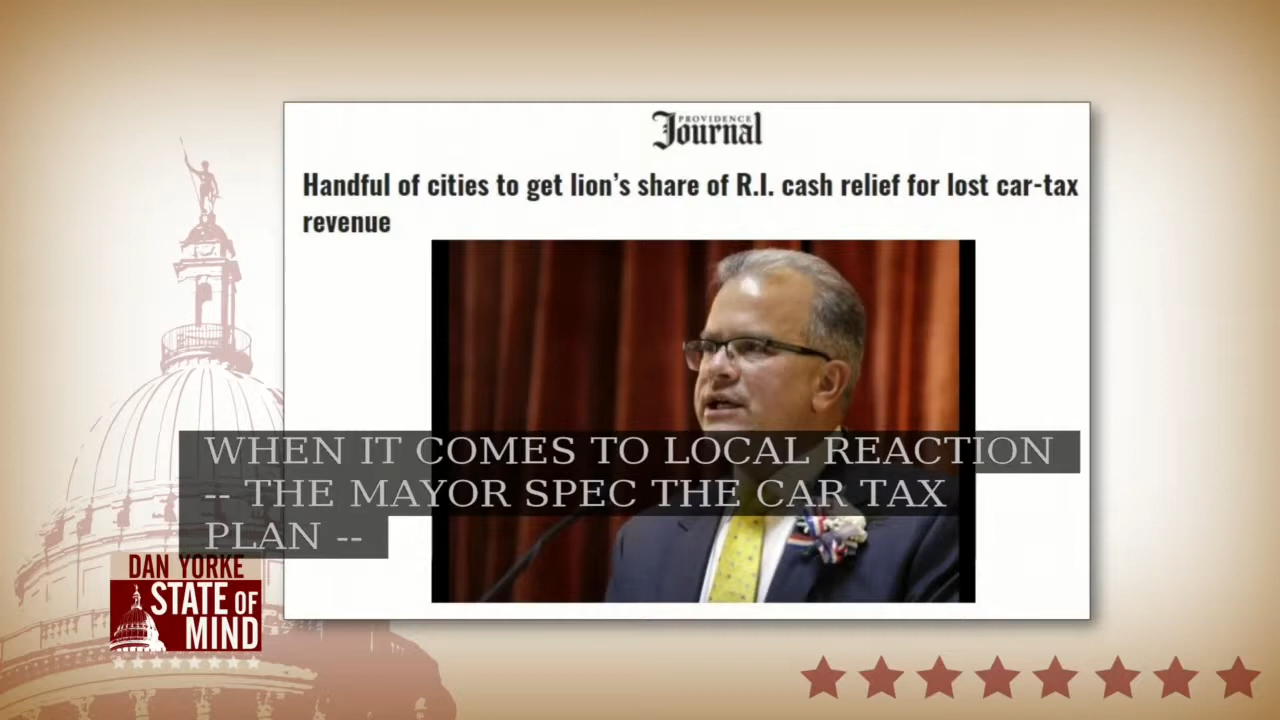 PROVIDENCE
Journal
Handful of cities to get lion's share of R.I. cash relief for lost car-tax
revenue
WHEN IT COMES TO LOCAL REACTION
-- THE MAYOR SPEC THE CAR TAX
PLAN --
DAN YORKE
STATE OF
MIND